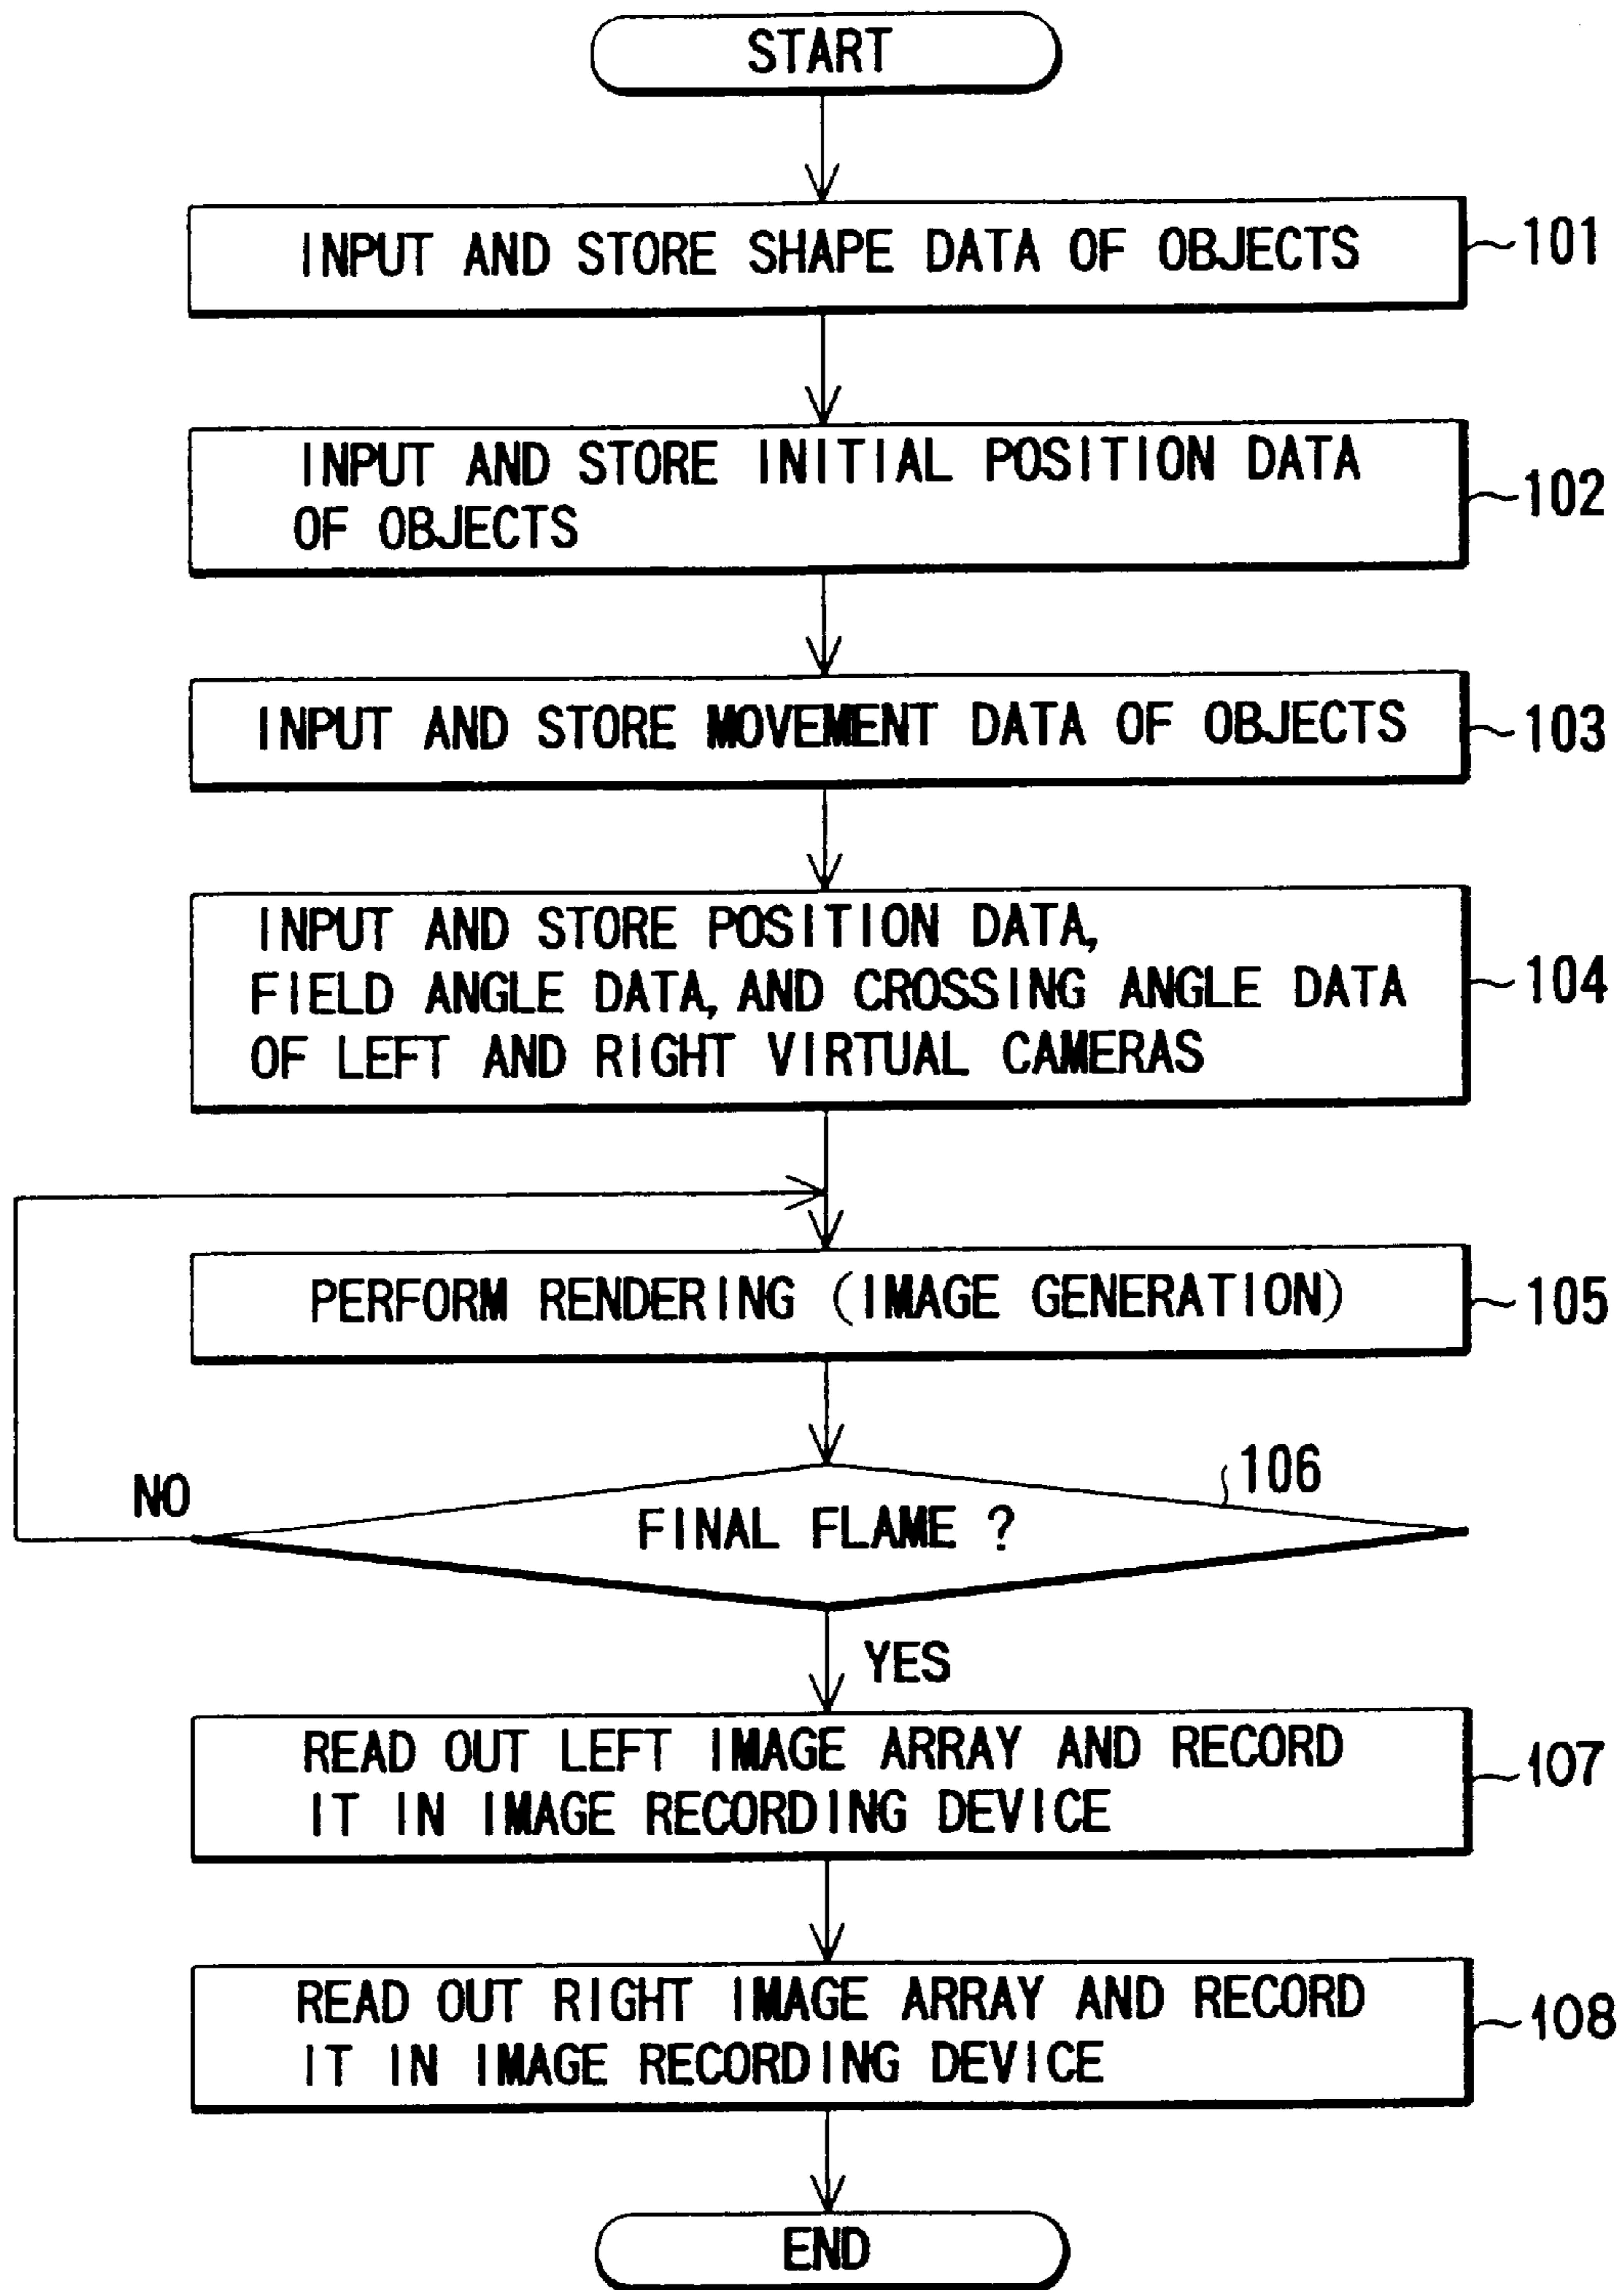 START
INPUT AND STORE SHAPE DATA OF OBJECTS
101
INPUT AND STORE INITIAL POSITION DATA
OF OBJECTS
102
INPUT AND STORE MOVEMENT DATA OF OBJECTS
103
INPUT AND STORE POSITION DATA,
FIELD ANGLE DATA, AND CROSSING ANGLE DATA
OF LEFT AND RIGHT VIRTUAL CAMERAS
104
PERFORM RENDERING (IMAGE GENERATION)
105
106
NO
FINAL FLAME ?
YES
READ OUT LEFT IMAGE ARRAY AND RECORD
IT IN IMAGE RECORDING DEVICE
107
READ OUT RIGHT IMAGE ARRAY AND RECORD
IT IN IMAGE RECORDING DEVICE
108
END